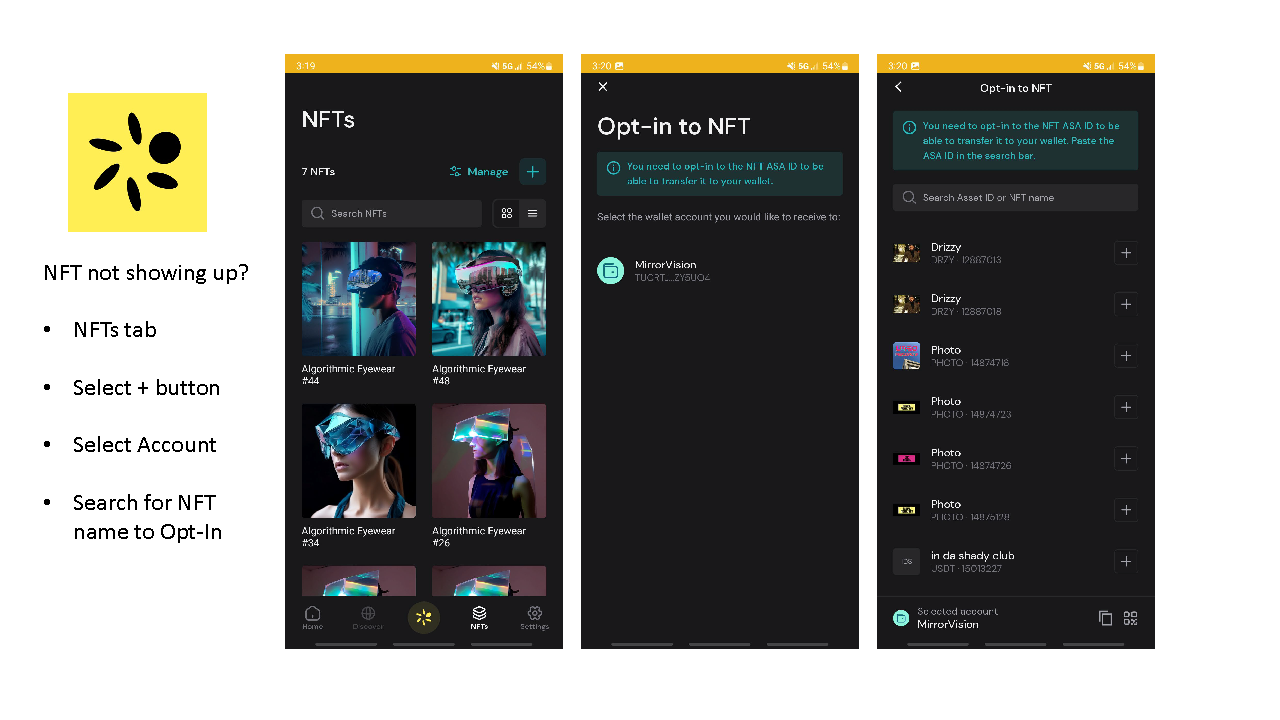 NFT not showing up?
• NFTs tab
• Select + button
• Select Account
• Search for NFT
name to Opt-In
3:19
5G 54%
NFTs
7 NFTs
Manage
Search NFTs
Algorithmic Eyewear
#44
Algorithmic Eyewear
#48
Algorithmic Eyewear
#34
Algorithmic Eyewear
#26
Home
Discover
NFTs
Settings
3:20
5G 54%
Opt-in to NFT
You need to opt-in to the NFT ASA ID to be
able to transfer it to your wallet.
Select the wallet account you would like to receive to:
MirrorVision
3:20
5G 54%
Opt-in to NFT
You need to opt-in to the NFT ASA ID to be
able to transfer it to your wallet. Paste the
ASA ID in the search bar.
Search Asset ID or NFT name
Drizzy
DRZY · 12887013
Drizzy
DRZY · 12887018
Photo
PHOTO · 14874716
Photo
PHOTO · 14874723
Photo
PHOTO · 14874726
Photo
PHOTO · 14875128
in da shady club
USDT · 15013227
Selected account
MirrorVision